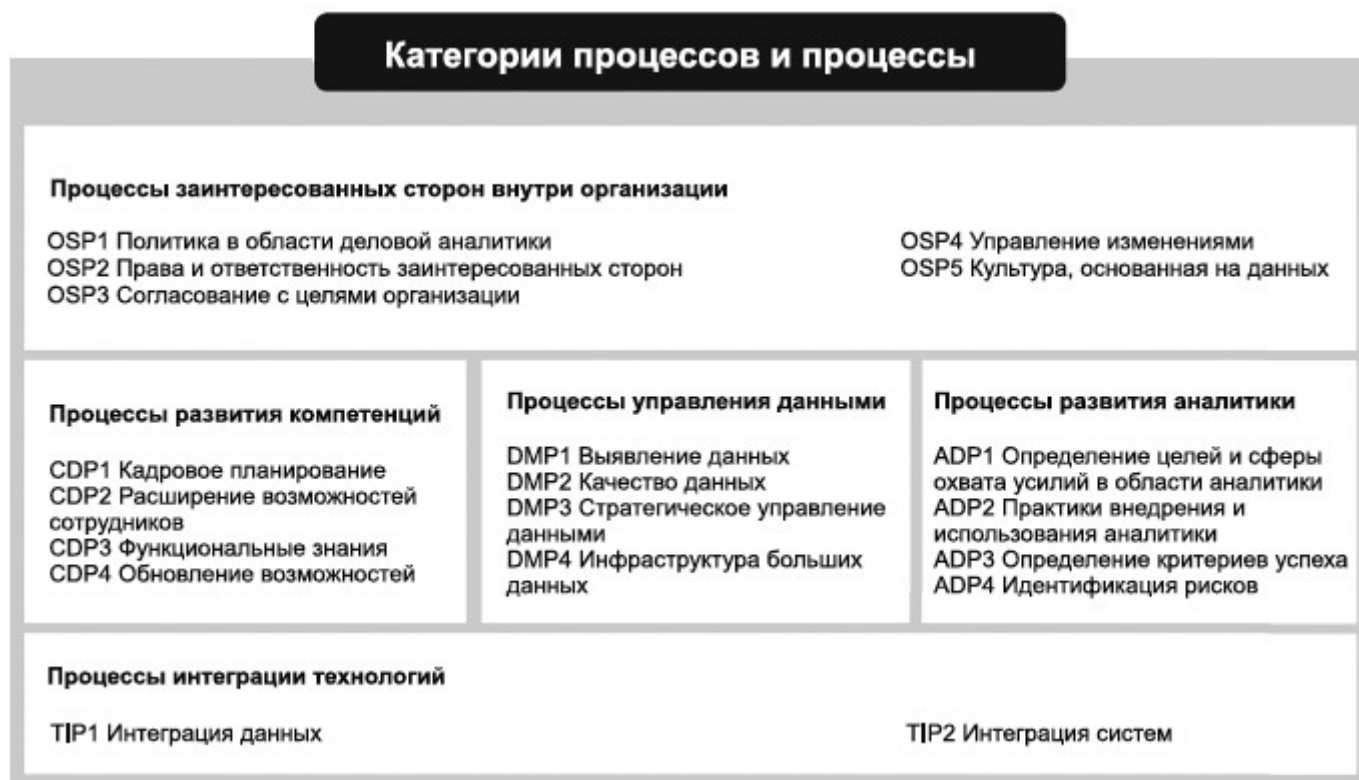 Категории процессов и процессы
Процессы заинтересованных сторон внутри организации
OSP1 Политика в области деловой аналитики
OSP2 Права и ответственность заинтересованных сторон
OSP3 Согласование с целями организации
OSP4 Управление изменениями
OSP5 Культура, основанная на данных
Процессы развития компетенций
CDP1 Кадровое планирование
CDP2 Расширение возможностей
сотрудников
CDP3 Функциональные знания
CDP4 Обновление возможностей
Процессы управления данными
DMP1 Выявление данных
DMP2 Качество данных
DMP3 Стратегическое управление
данными
DMP4 Инфраструктура больших
данных
Процессы развития аналитики
ADP1 Определение целей и сферы
охвата усилий в области аналитики
ADP2 Практики внедрения и
использования аналитики
ADP3 Определение критериев успеха
ADP4 Идентификация рисков
Процессы интеграции технологий
TIP1 Интеграция данных
TIP2 Интеграция систем